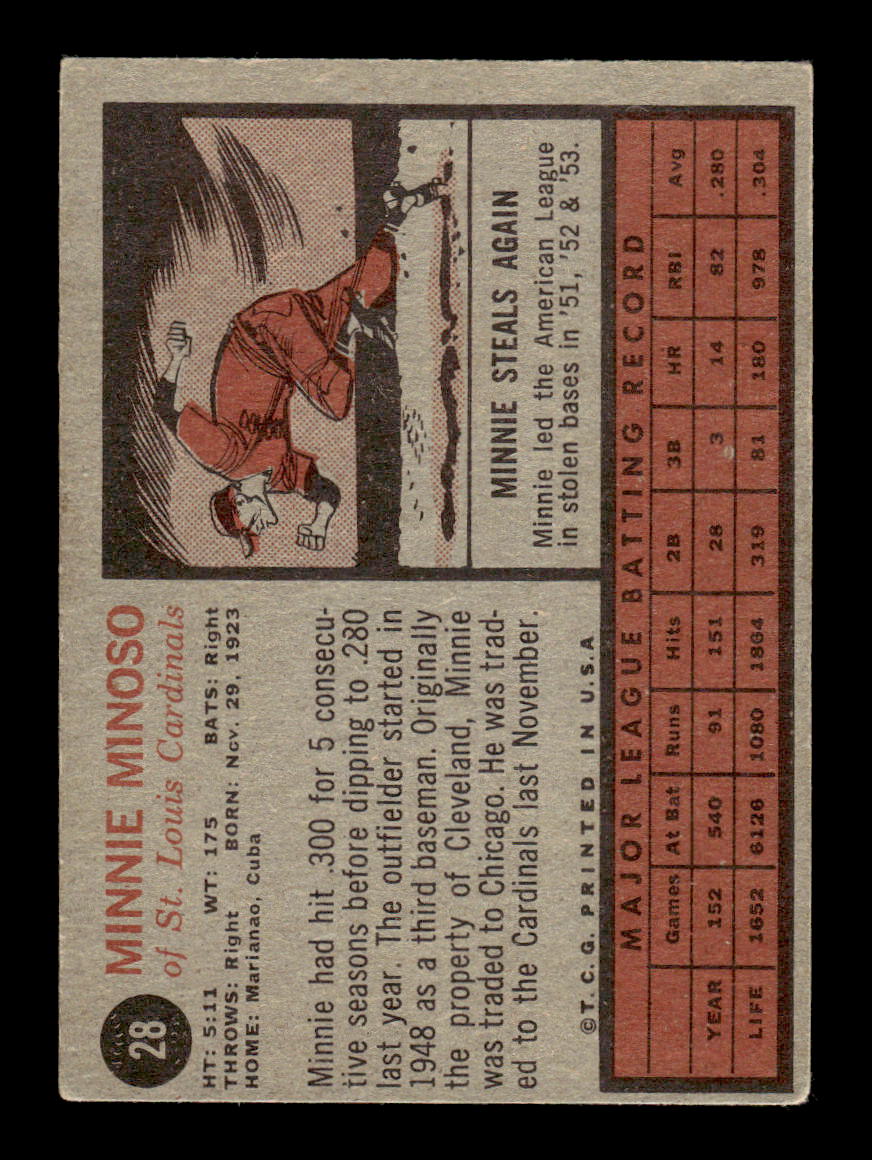 28
MINNIE MINOSO
of St. Louis Cardinals
HT: 5:11 WT: 175 BATS: Right
THROWS: Right BORN: Nov. 29, 1923
HOME: Marianao, Cuba
Minnie had hit .300 for 5 consecu-
tive seasons before dipping to .280
last year. The outfielder started in
1948 as a third baseman. Originally
the property of Cleveland, Minnie
was traded to Chicago. He was trad-
ed to the Cardinals last November.
©T.C.G. PRINTED IN U.S.A
MINNIE STEALS AGAIN
Minnie led the American League
in stolen bases in '51, '52 & '53.
MAJOR LEAGUE BATTING RECORD
Games At Bat Runs Hits 2B 3B HR RBI Avg
YEAR 152 540 91 151 28 3 14 82 .280
LIFE 1652 6126 1080 1864 319 81 180 978 .304